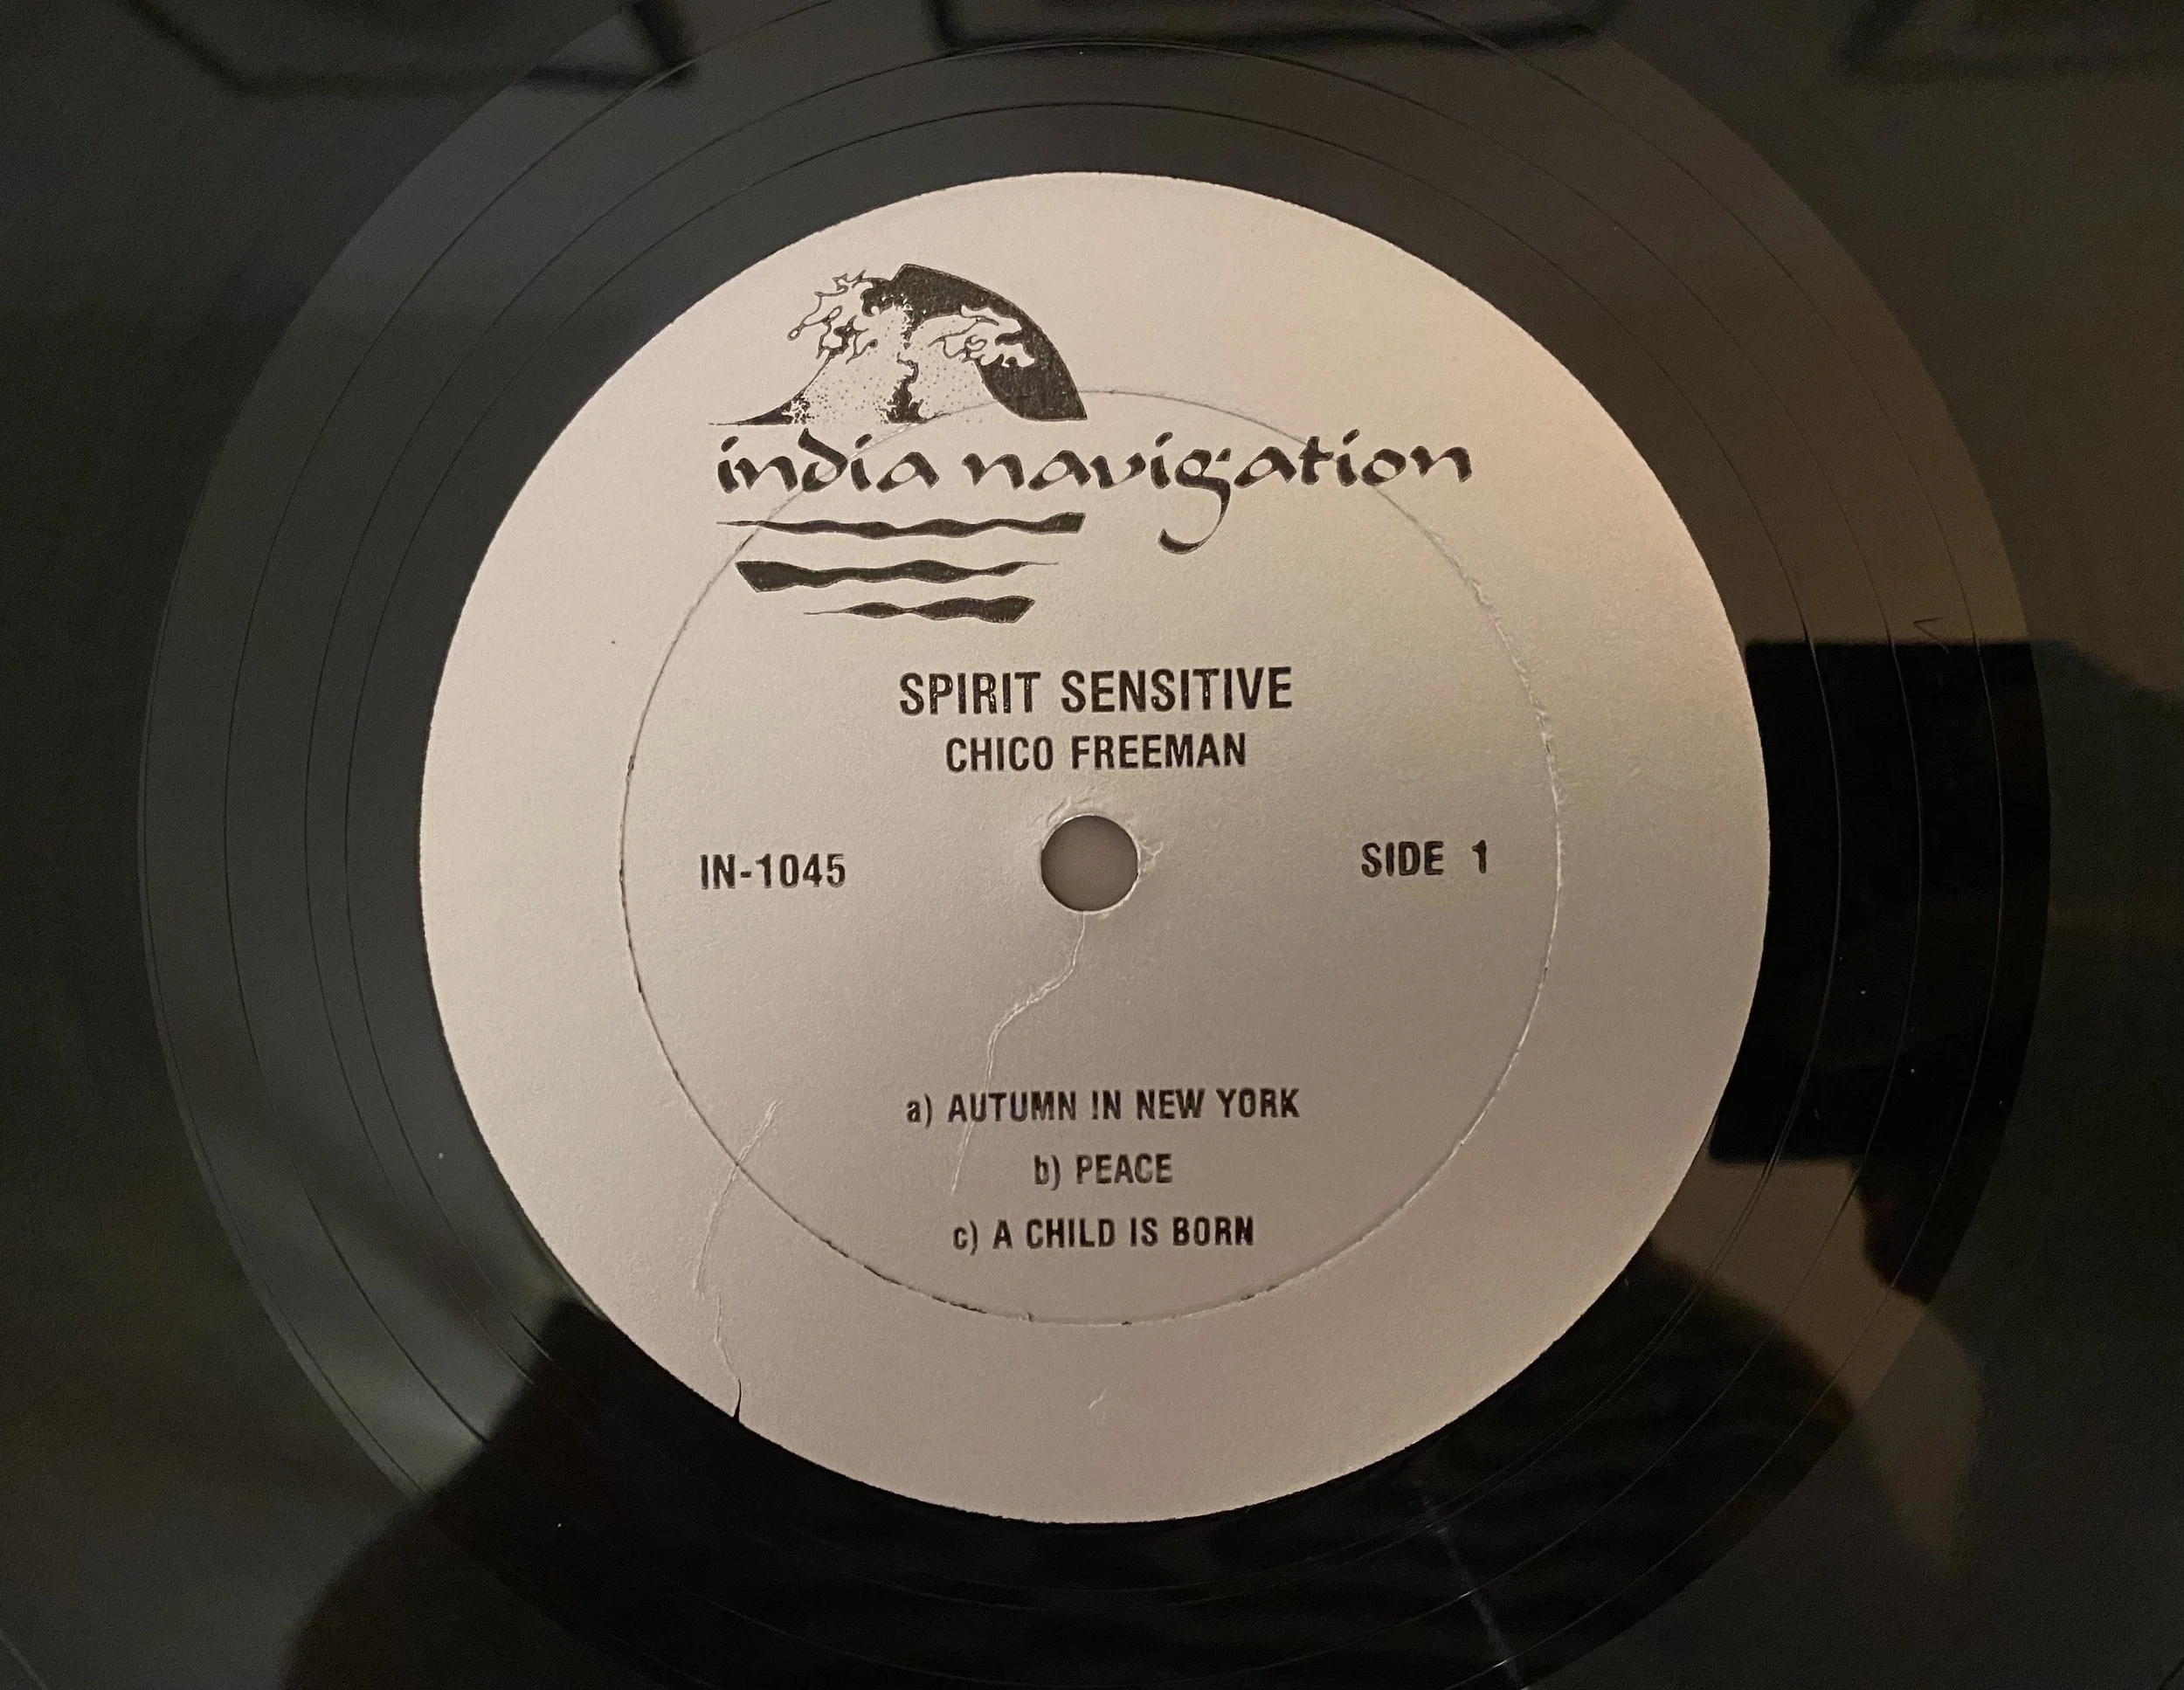 india navigation
SPIRIT SENSITIVE
CHICO FREEMAN
IN-1045
SIDE 1
a) AUTUMN IN NEW YORK
b) PEACE
c) A CHILD IS BORN